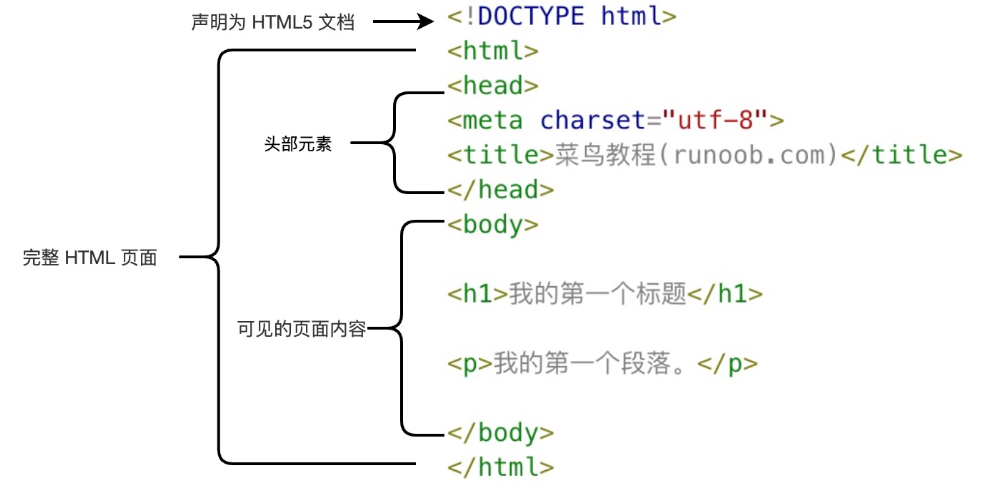 声明为 HTML5 文档
<!DOCTYPE html>
<html>
<head>
<meta charset="utf-8">
头部元素
<title>菜鸟教程(runoob.com)</title>
</head>
<body>
完整 HTML 页面
<h1>我的第一个标题</h1>
可见的页面内容
<p>我的第一个段落。</p>
</body>
</html>